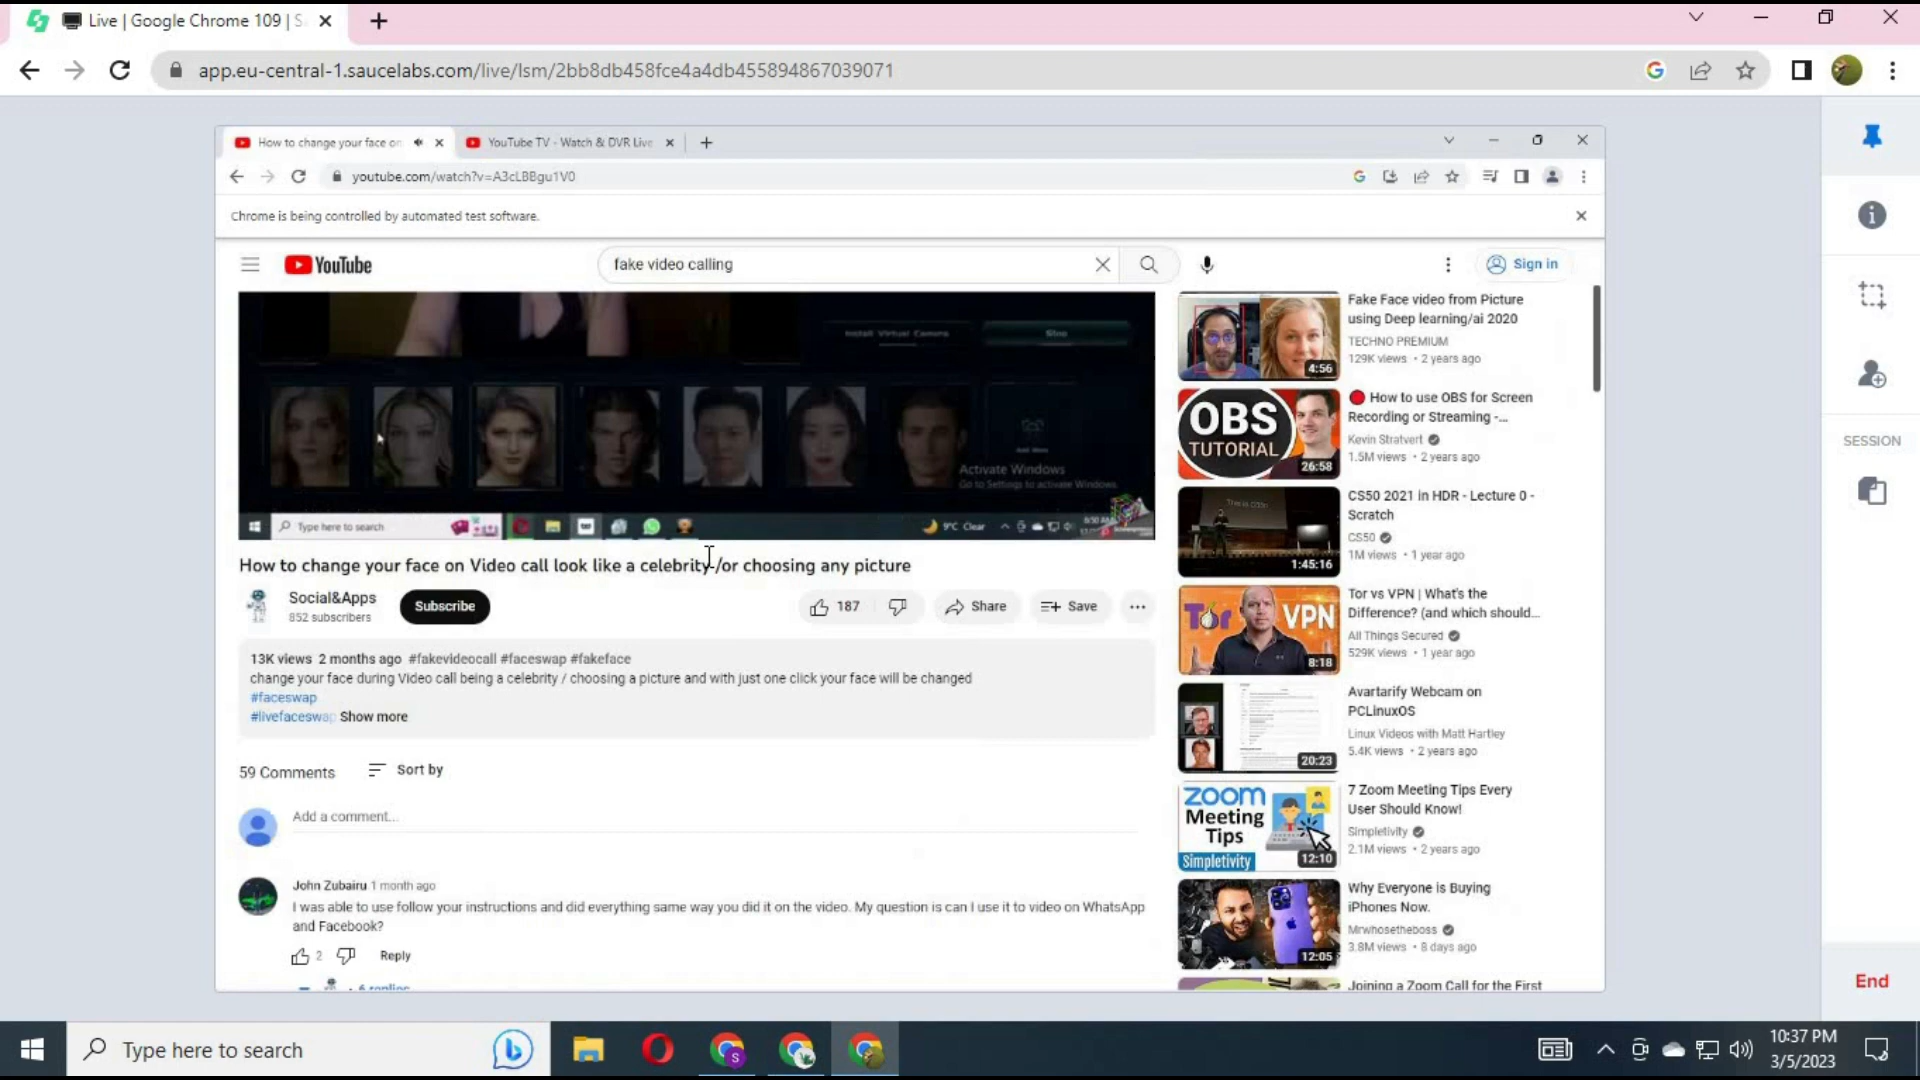 Live | Google Chrome 109 | S
app.eu-central-1.saucelabs.com/live/lsm/2bb8db458fce4a4db455894867039071
How to change your face on
YouTube TV - Watch & DVR Live
youtube.com/watch?v=A3cLBBgu1V0
Chrome is being controlled by automated test software.
YouTube
fake video calling
Sign in
Install Virtual Camera
Stop
Add More
Activate Windows
Go to Settings to activate Windows.
Type here to search
9°C Clear
How to change your face on Video call look like a celebrity /or choosing any picture
Social&Apps
852 subscribers
Subscribe
187
Share
Save
13K views 2 months ago #fakevideocall #faceswap #fakeface
change your face during Video call being a celebrity / choosing a picture and with just one click your face will be changed
#faceswap
#livefaceswap Show more
59 Comments
Sort by
Add a comment...
John Zubairu 1 month ago
I was able to use follow your instructions and did everything same way you did it on the video. My question is can I use it to video on WhatsApp
and Facebook?
2
Reply
6 replies
Fake Face video from Picture
using Deep learning/ai 2020
TECHNO PREMIUM
129K views • 2 years ago
4:56
OBS
TUTORIAL
26:58
How to use OBS for Screen
Recording or Streaming -...
Kevin Stratvert
1.5M views • 2 years ago
This is CS50
1:45:16
CS50 2021 in HDR - Lecture 0 -
Scratch
CS50
1M views • 1 year ago
Tor
VPN
8:18
Tor vs VPN | What's the
Difference? (and which should...
All Things Secured
529K views • 1 year ago
20:23
Avartarify Webcam on
PCLinuxOS
Linux Videos with Matt Hartley
5.4K views • 2 years ago
zoom
Meeting
Tips
Simpletivity
12:10
7 Zoom Meeting Tips Every
User Should Know!
Simpletivity
2.1M views • 2 years ago
12:05
Why Everyone is Buying
iPhones Now.
Mrwhosetheboss
3.8M views • 8 days ago
Joining a Zoom Call for the First
SESSION
End
Type here to search
10:37 PM
3/5/2023